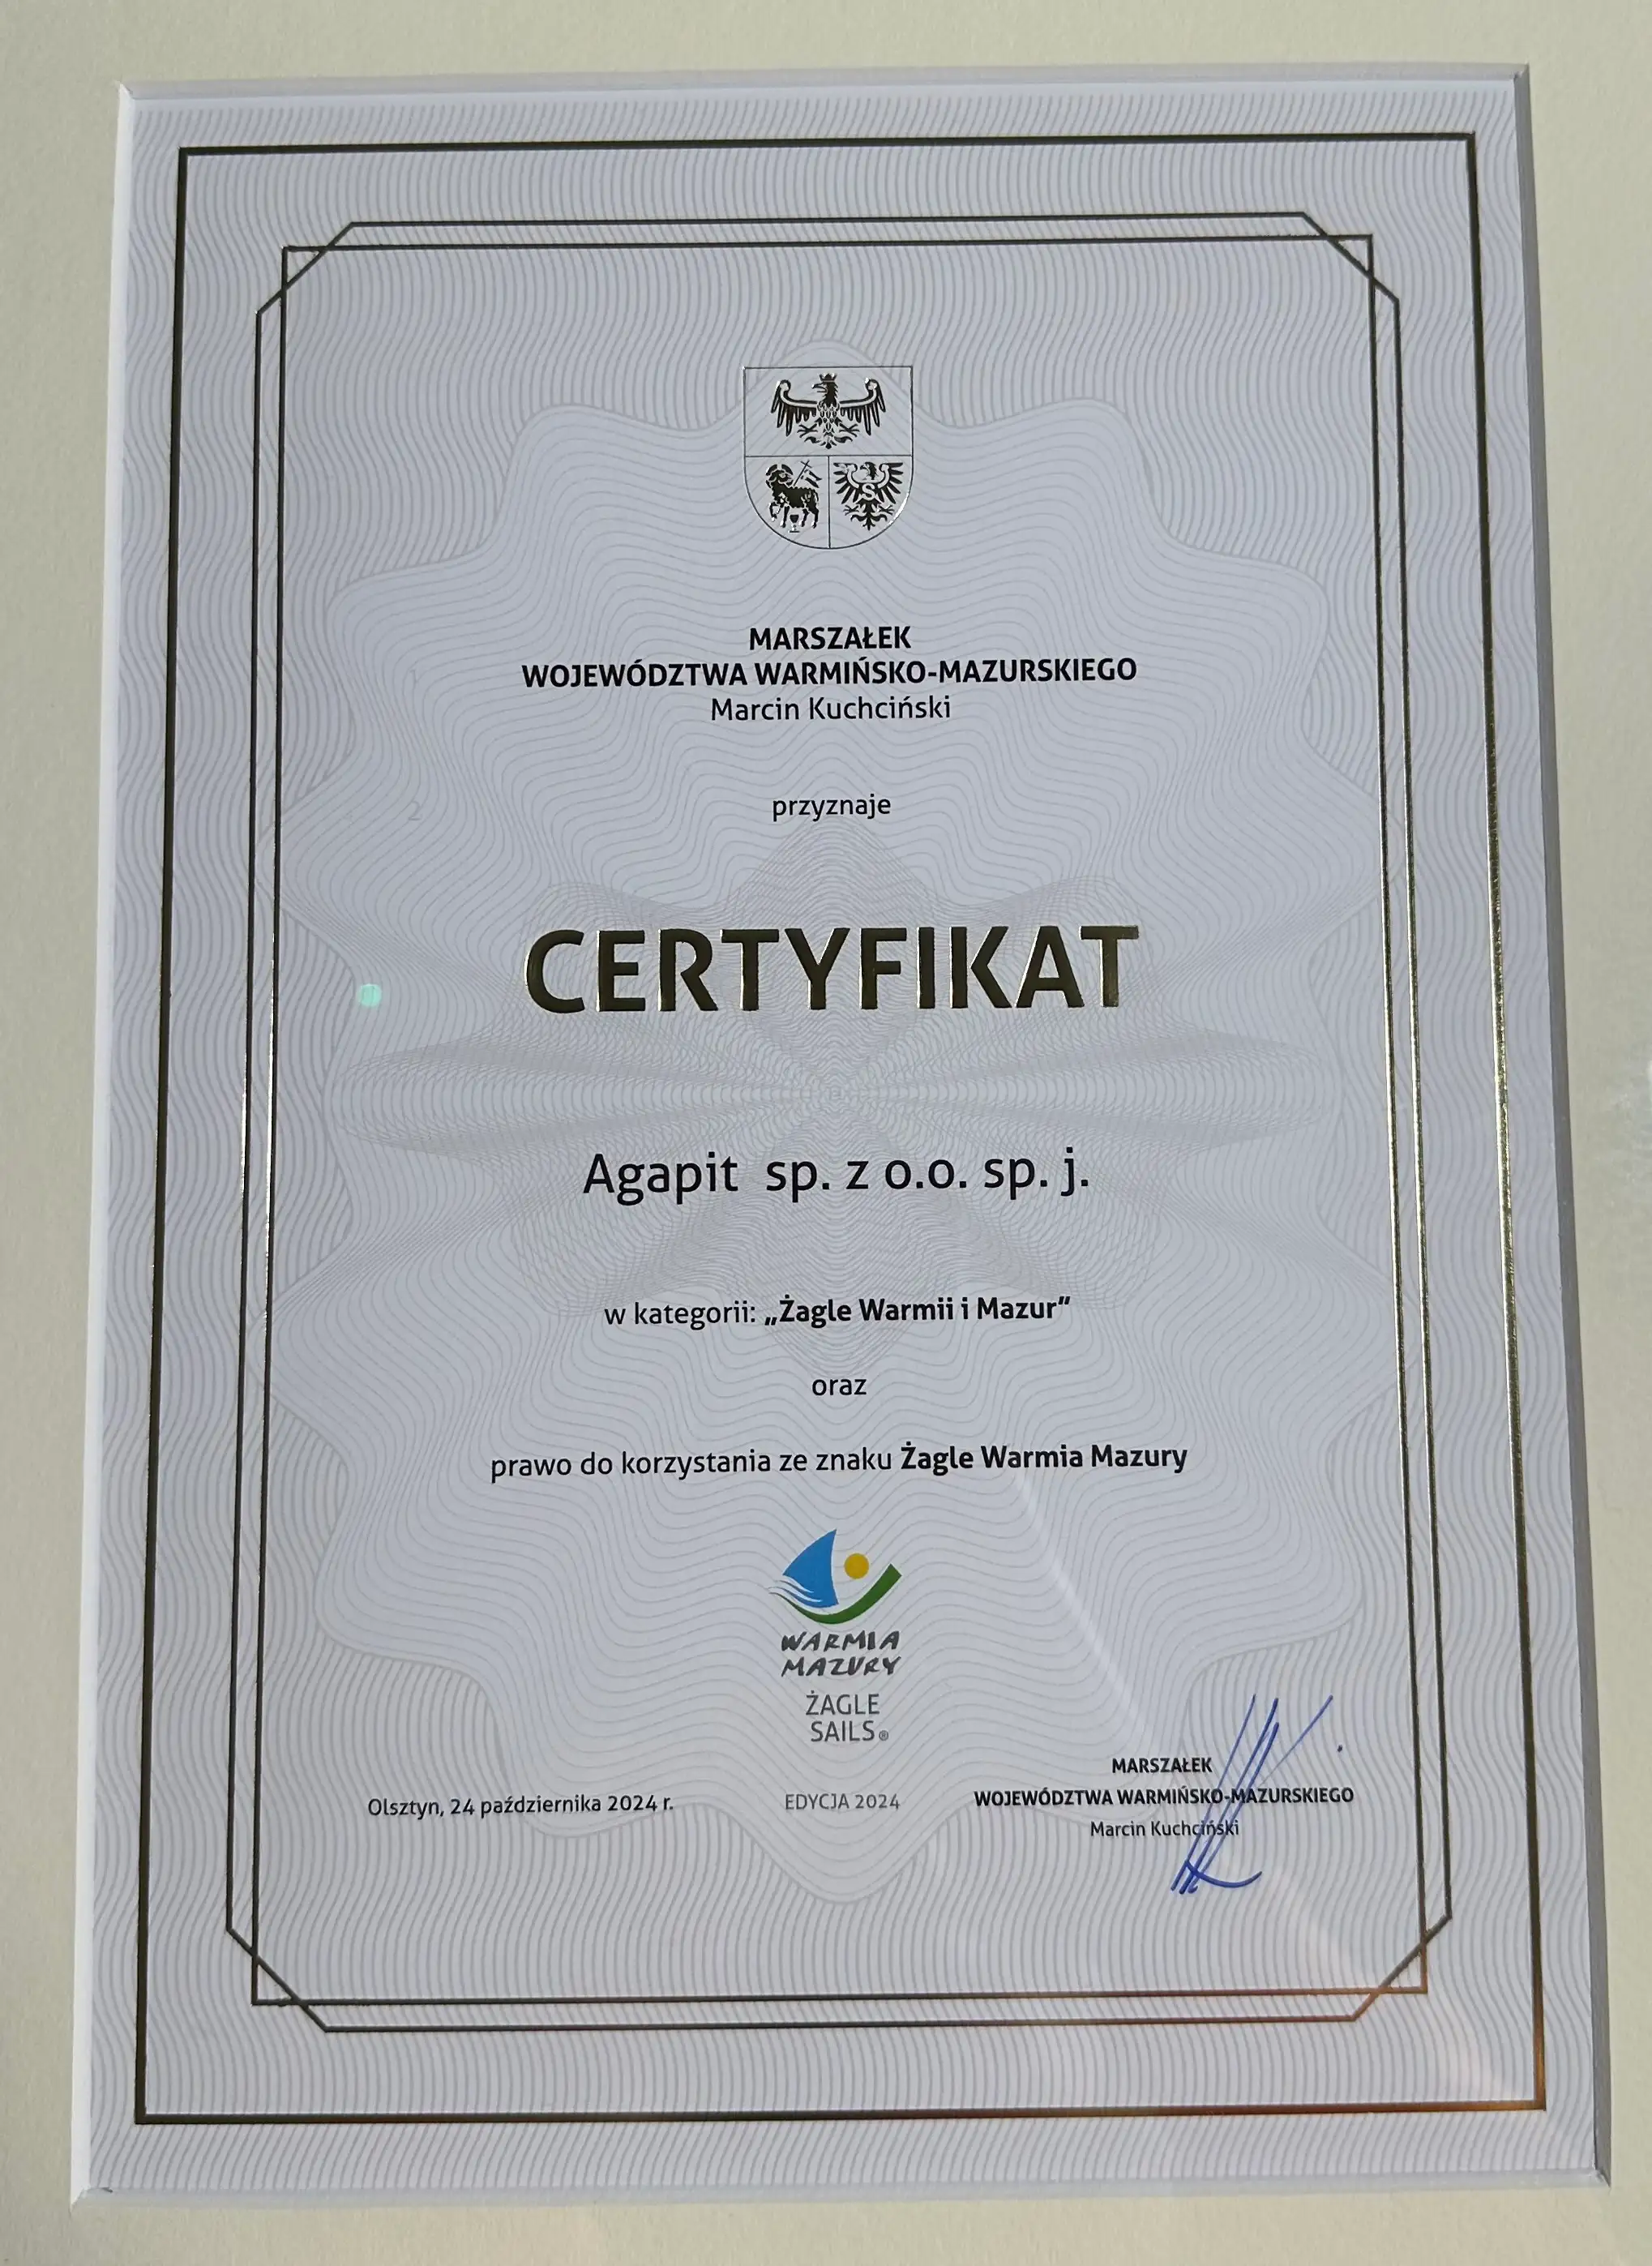 MARSZAŁEK
WOJEWÓDZTWA WARMIŃSKO-MAZURSKIEGO
Marcin Kuchciński
przyznaje
CERTYFIKAT
Agapit sp. z o.o. sp. j.
w kategorii: „Żagle Warmii i Mazur”
oraz
prawo do korzystania ze znaku Żagle Warmia Mazury
WARMIA
MAZURY
ŻAGLE
SAILS®
Olsztyn, 24 października 2024 r.
EDYCJA 2024
MARSZAŁEK
WOJEWÓDZTWA WARMIŃSKO-MAZURSKIEGO
Marcin Kuchciński